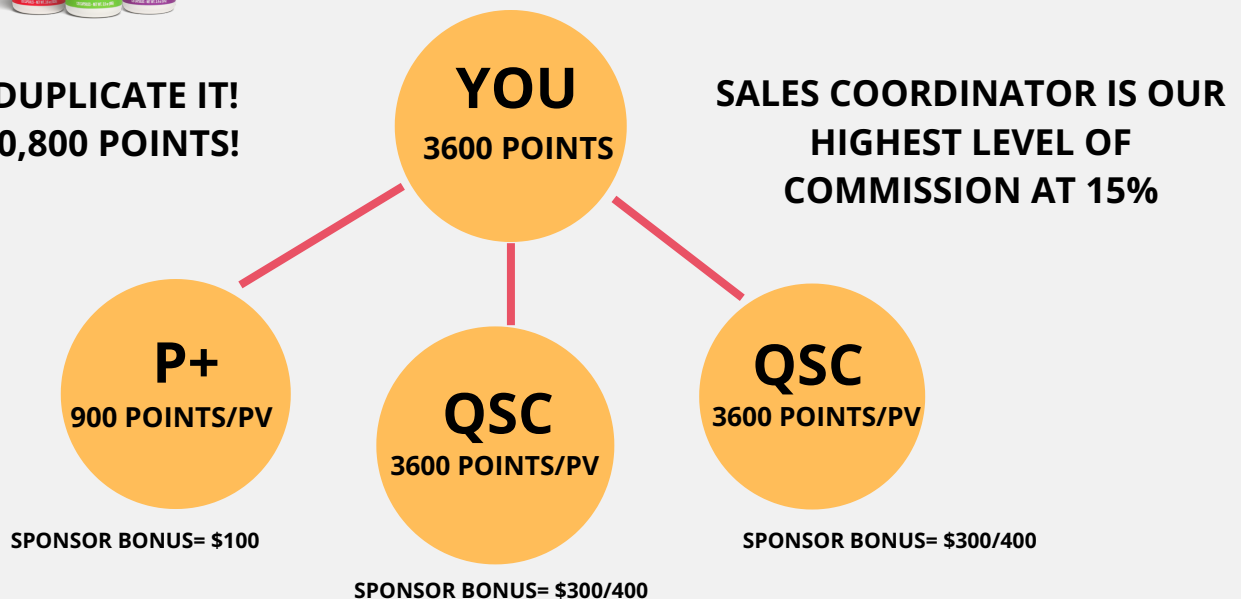 DUPLICATE IT!
0,800 POINTS!
YOU
3600 POINTS
SALES COORDINATOR IS OUR
HIGHEST LEVEL OF
COMMISSION AT 15%
P+
900 POINTS/PV
SPONSOR BONUS= $100
QSC
3600 POINTS/PV
SPONSOR BONUS= $300/400
QSC
3600 POINTS/PV
SPONSOR BONUS= $300/400